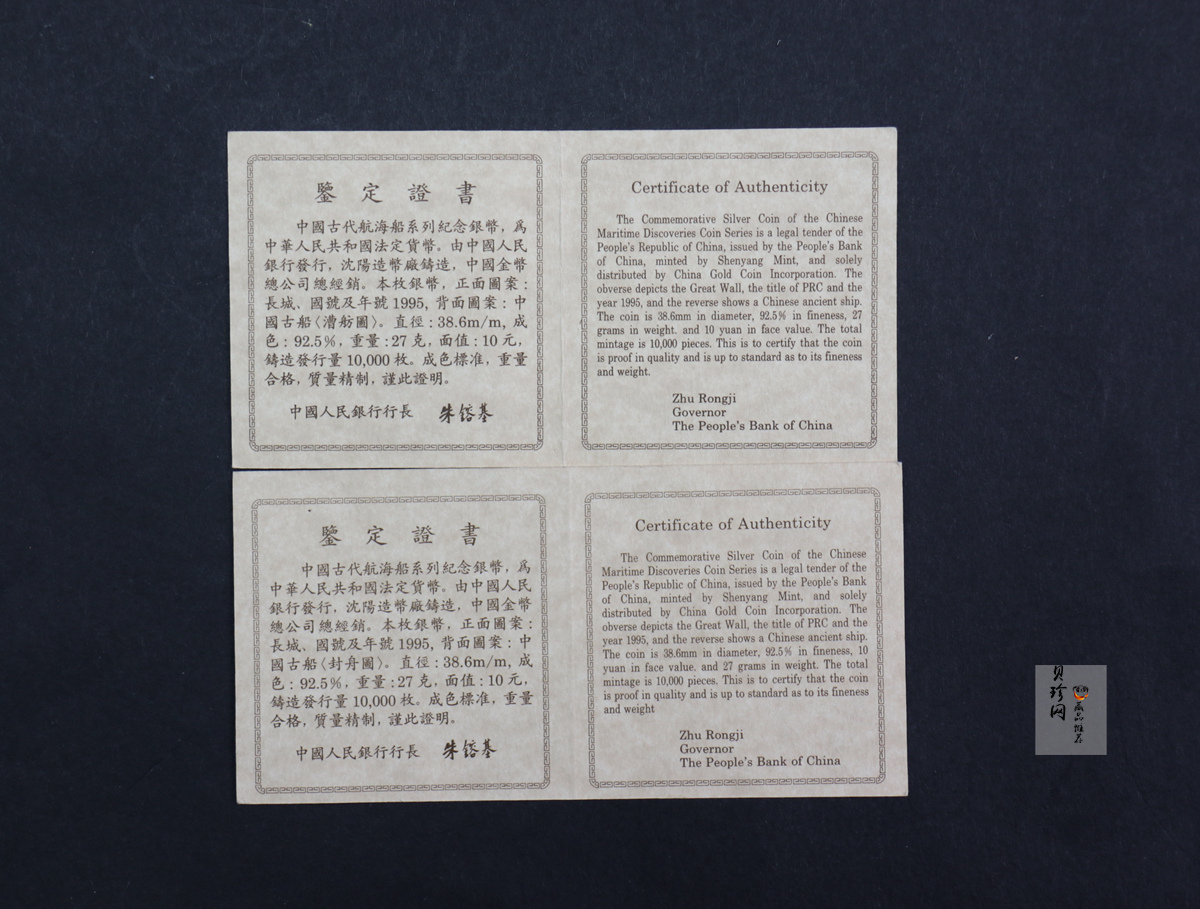 鑒定證書
中國古代航海船系列紀念銀幣，爲
中華人民共和國法定貨幣。由中國人民
銀行發行，沈陽造幣廠鑄造，中國金幣
總公司總經銷。本枚銀幣，正面圖案：
長城、國號及年號1995，背面圖案：中
國古船〈漕舫圖〉。直徑：38.6m/m，成
色：92.5%，重量：27克，面值：10元，
鑄造發行量10,000枚。成色標准，重量
合格，質量精制，謹此證明。
中國人民銀行行長 朱鎔基
Certificate of Authenticity
The Commemorative Silver Coin of the Chinese
Maritime Discoveries Coin Series is a legal tender of the
People's Republic of China, issued by the People's Bank
of China, minted by Shenyang Mint, and solely
distributed by China Gold Coin Incorporation. The
obverse depicts the Great Wall, the title of PRC and the
year 1995, and the reverse shows a Chinese ancient ship.
The coin is 38.6mm in diameter, 92.5% in fineness, 27
grams in weight. and 10 yuan in face value. The total
mintage is 10,000 pieces. This is to certify that the coin
is proof in quality and is up to standard as to its fineness
and weight.
Zhu Rongji
Governor
The People's Bank of China
鑒定證書
中國古代航海船系列紀念銀幣，爲
中華人民共和國法定貨幣。由中國人民
銀行發行，沈陽造幣廠鑄造，中國金幣
總公司總經銷。本枚銀幣，正面圖案：
長城、國號及年號1995，背面圖案：中
國古船〈封舟圖〉。直徑：38.6m/m，成
色：92.5%，重量：27克，面值：10元，
鑄造發行量10,000枚。成色標准，重量
合格，質量精制，謹此證明。
中國人民銀行行長 朱鎔基
Certificate of Authenticity
The Commemorative Silver Coin of the Chinese
Maritime Discoveries Coin Series is a legal tender of the
People's Republic of China, issued by the People's Bank
of China, minted by Shenyang Mint, and solely
distributed by China Gold Coin Incorporation. The
obverse depicts the Great Wall, the title of PRC and the
year 1995, and the reverse shows a Chinese ancient ship.
The coin is 38.6mm in diameter, 92.5% in fineness, 10
yuan in face value. and 27 grams in weight. The total
mintage is 10,000 pieces. This is to certify that the coin
is proof in quality and is up to standard as to its fineness
and weight
Zhu Rongji
Governor
The People's Bank of China
贝珍网
藏品推荐